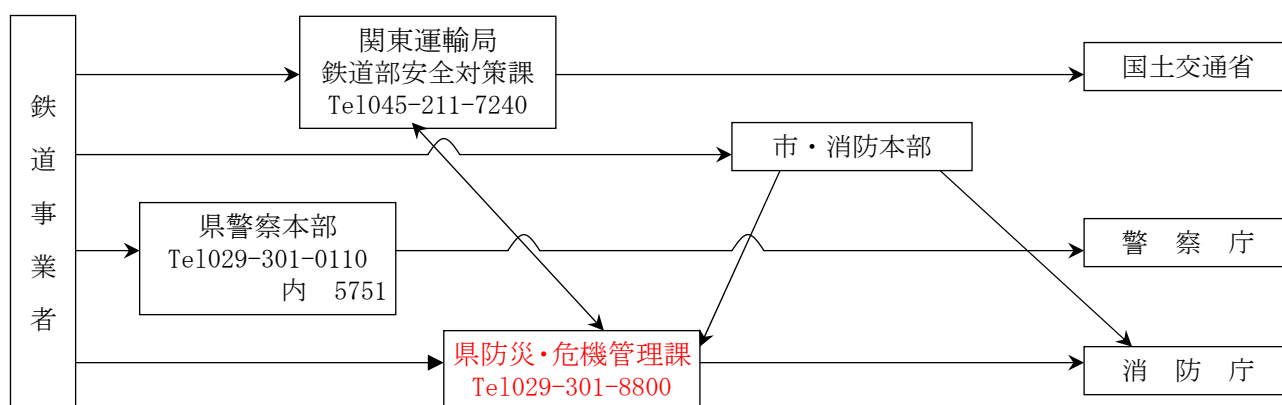 鉄道事業者
関東運輸局
鉄道部安全対策課
Tel045-211-7240
国土交通省
市・消防本部
県警察本部
Tel029-301-0110
内 5751
警 察 庁
県防災・危機管理課
Tel029-301-8800
消 防 庁